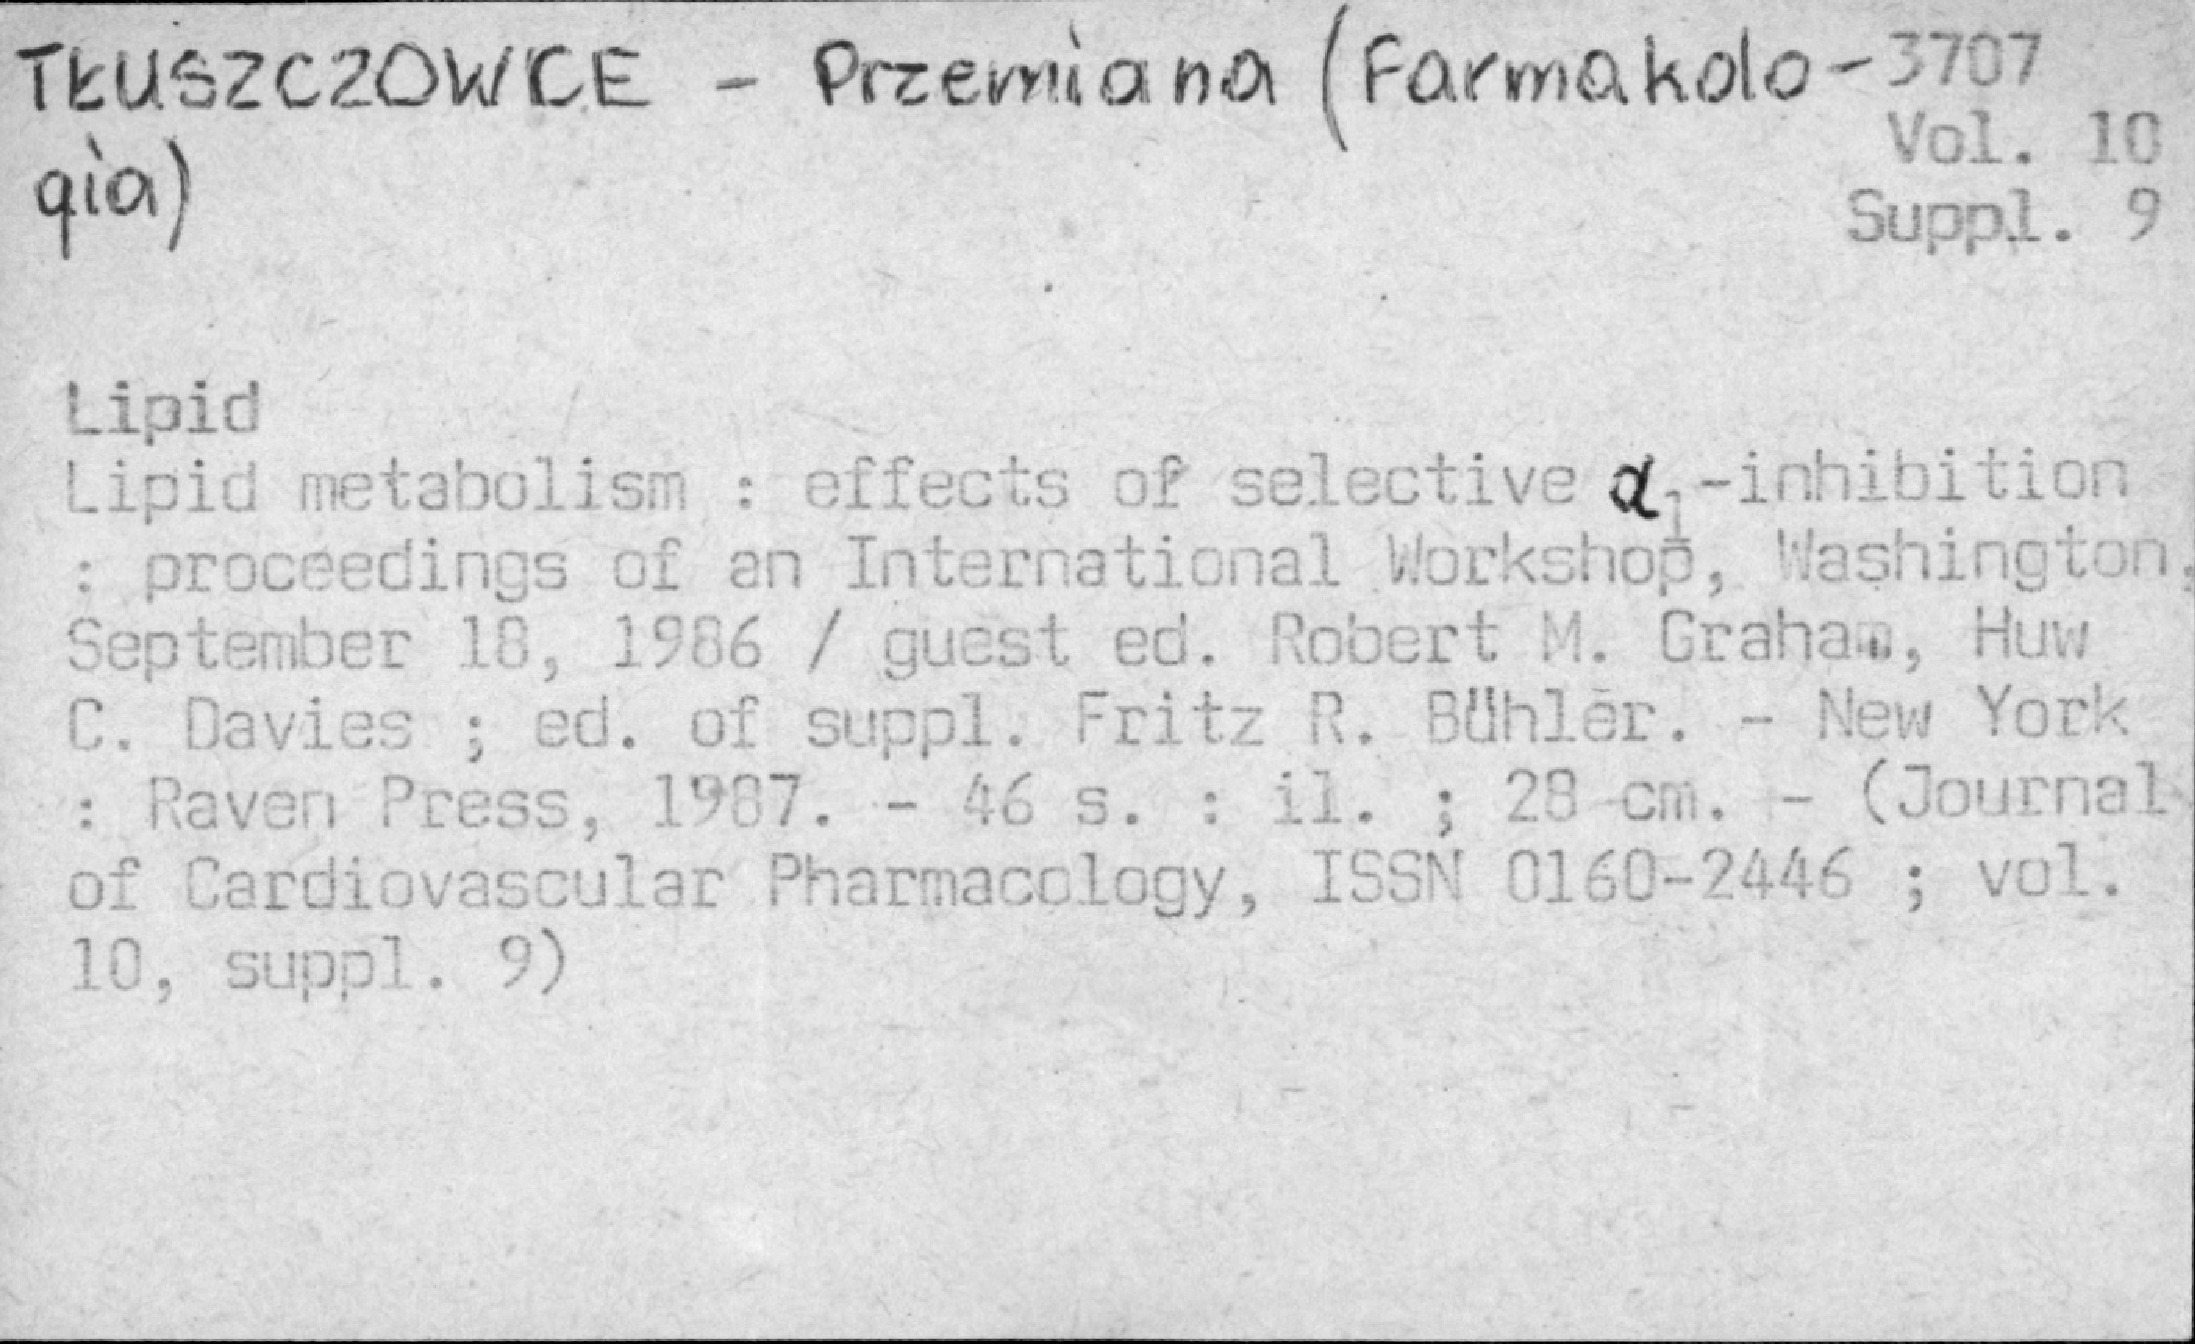 TŁUSZCZOWCE - Przemiana (Farmakolo- 3707
Vol. 10
gia)
Suppl. 9
Lipid
Lipid metabolism : effects of selective α₁-inhibition
: proceedings of an International Workshop, Washington,
September 18, 1986 / guest ed. Robert M. Graham, Huw
C. Davies ; ed. of suppl. Fritz R. Bühler. - New York
: Raven Press, 1987. - 46 s. : il. ; 28 cm. - (Journal
of Cardiovascular Pharmacology, ISSN 0160-2446 ; vol.
10, suppl. 9)